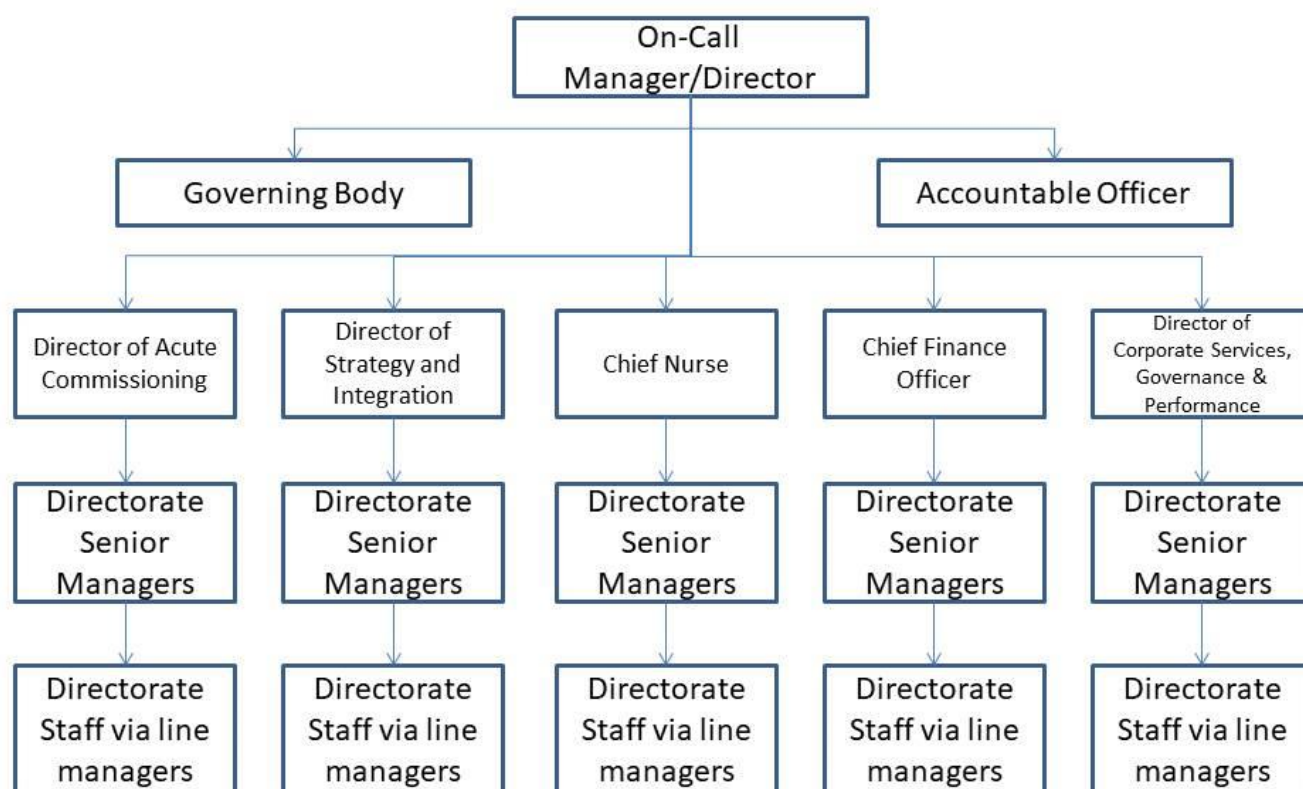 On-Call
Manager/Director
Governing Body
Accountable Officer
Director of Acute
Commissioning
Director of
Strategy and
Integration
Chief Nurse
Chief Finance
Officer
Director of
Corporate Services,
Governance &
Performance
Directorate
Senior
Managers
Directorate
Senior
Managers
Directorate
Senior
Managers
Directorate
Senior
Managers
Directorate
Senior
Managers
Directorate
Staff via line
managers
Directorate
Staff via line
managers
Directorate
Staff via line
managers
Directorate
Staff via line
managers
Directorate
Staff via line
managers